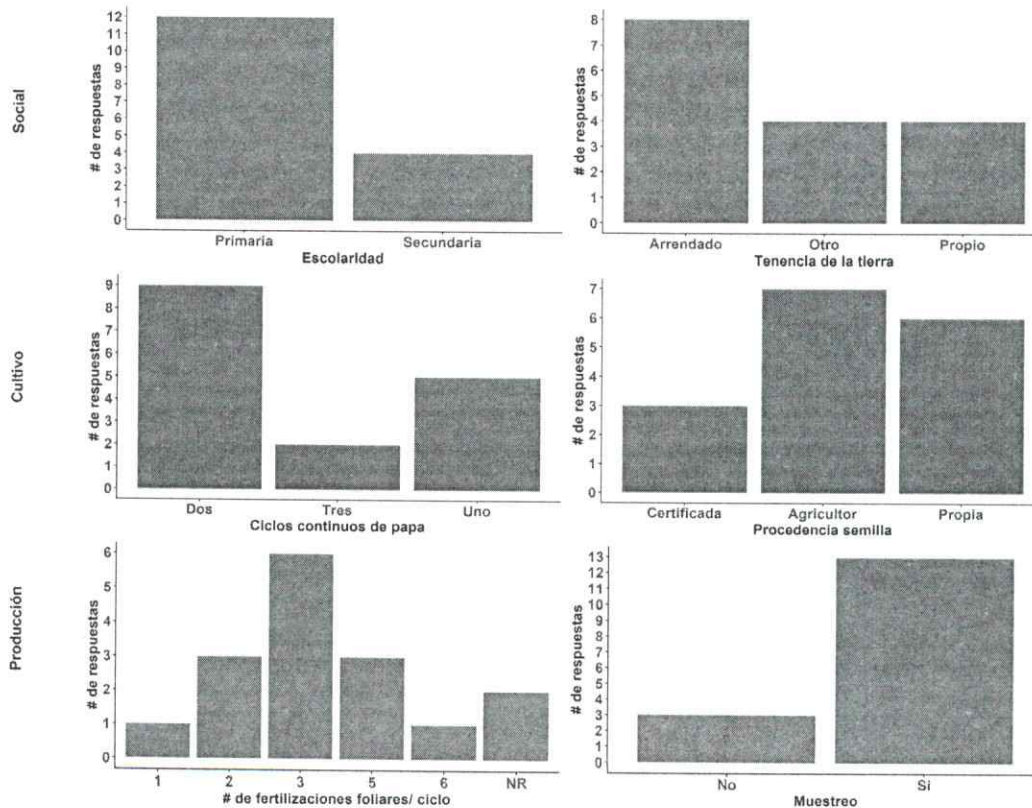 Social
# de respuestas
12
11
10
9
8
7
6
5
4
3
2
1
0
Primaria Secundaria
Escolaridad
# de respuestas
8
7
6
5
4
3
2
1
0
Arrendado Otro Propio
Tenencia de la tierra
Cultivo
# de respuestas
9
8
7
6
5
4
3
2
1
0
Dos Tres Uno
Ciclos continuos de papa
# de respuestas
7
6
5
4
3
2
1
0
Certificada Agricultor Propia
Procedencia semilla
Producción
# de respuestas
6
5
4
3
2
1
0
1 2 3 5 6 NR
# de fertilizaciones foliares/ ciclo
# de respuestas
13
12
11
10
9
8
7
6
5
4
3
2
1
0
No Si
Muestreo